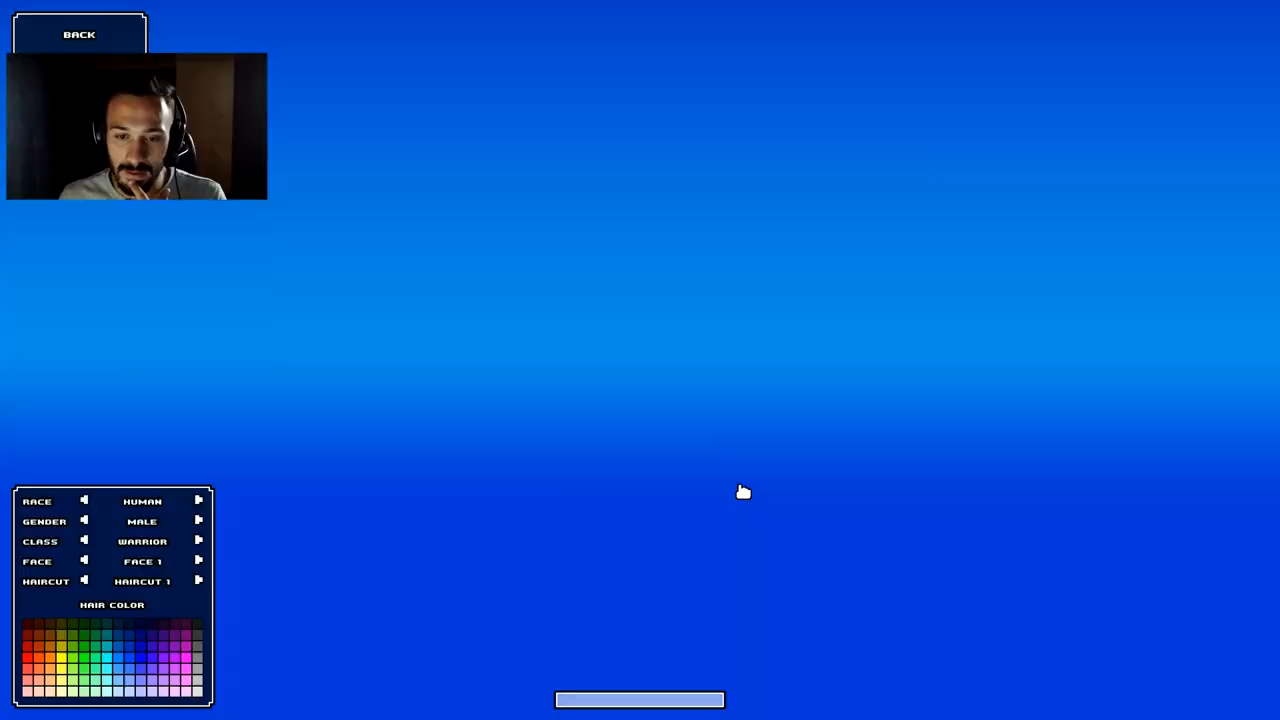 BACK
RACE HUMAN
GENDER MALE
CLASS WARRIOR
FACE FACE 1
HAIRCUT HAIRCUT 1
HAIR COLOR